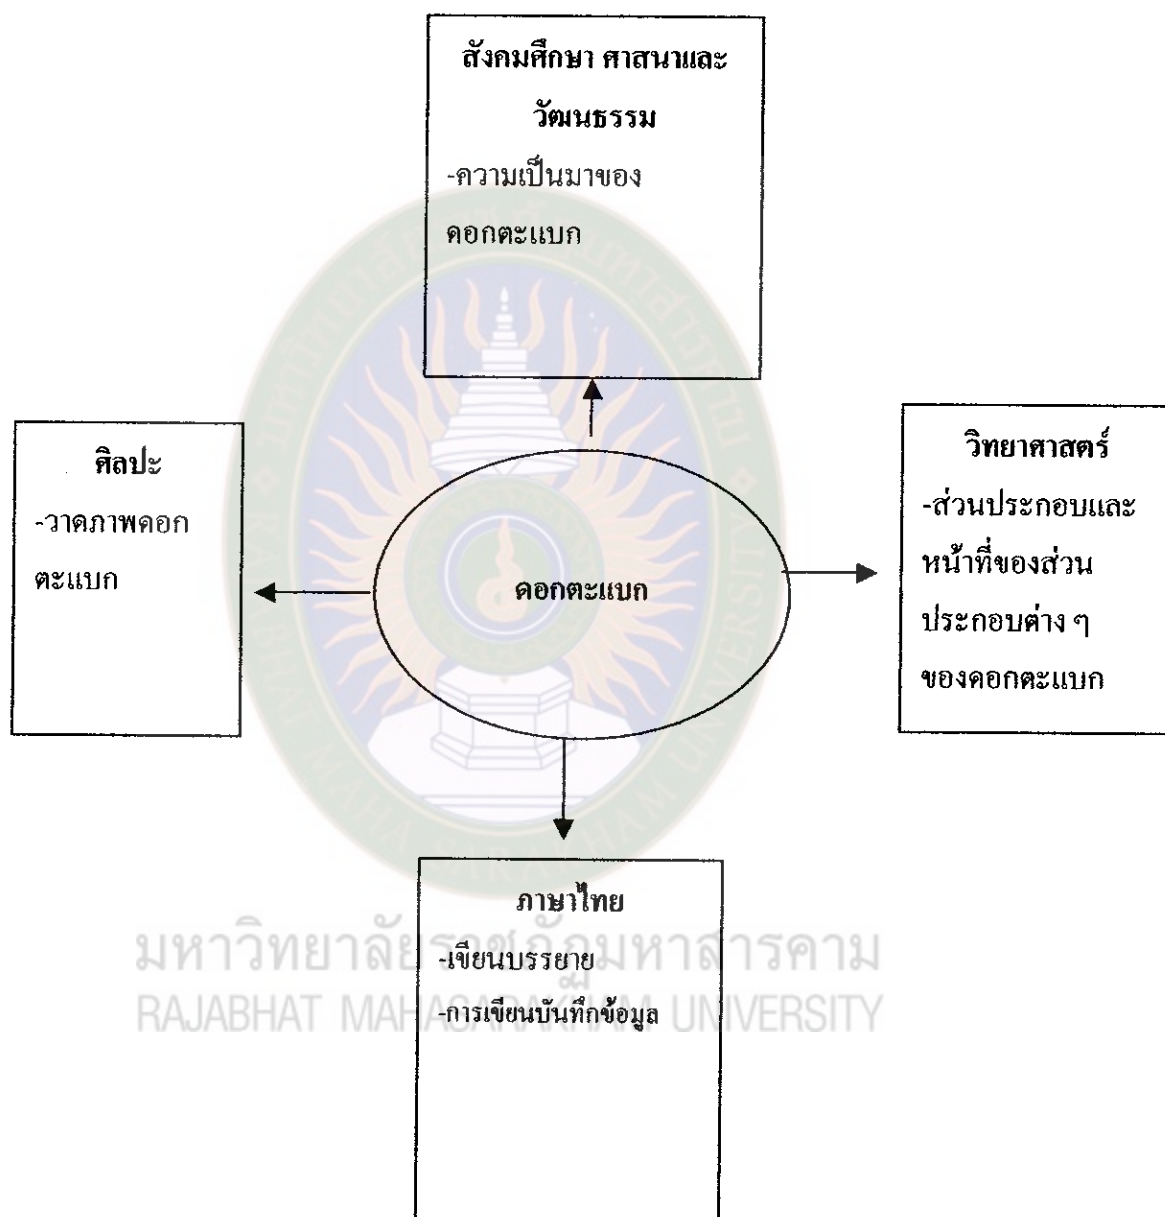 สังคมศึกษา ศาสนาและ
วัฒนธรรม
-ความเป็นมาของ
ดอกตะแบก
ศิลปะ
-วาดภาพดอก
ตะแบก
ดอกตะแบก
วิทยาศาสตร์
-ส่วนประกอบและ
หน้าที่ของส่วน
ประกอบต่าง ๆ
ของดอกตะแบก
ภาษาไทย
-เขียนบรรยาย
-การเขียนบันทึกข้อมูล
มหาวิทยาลัยราชภัฏมหาสารคาม
RAJABHAT MAHASARAKHAM UNIVERSITY